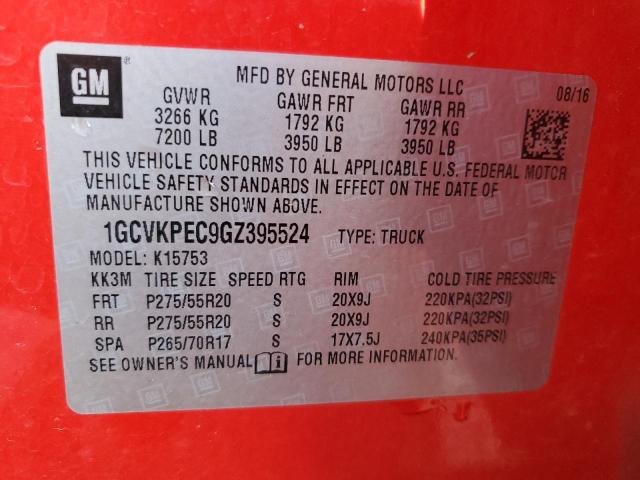 GM ®
MFD BY GENERAL MOTORS LLC
08/16
GVWR GAWR FRT GAWR RR
3266 KG 1792 KG 1792 KG
7200 LB 3950 LB 3950 LB
THIS VEHICLE CONFORMS TO ALL APPLICABLE U.S. FEDERAL MOTOR
VEHICLE SAFETY STANDARDS IN EFFECT ON THE DATE OF
MANUFACTURE SHOWN ABOVE.
1GCVKPEC9GZ395524 TYPE: TRUCK
MODEL: K15753
KK3M TIRE SIZE SPEED RTG RIM COLD TIRE PRESSURE
FRT P275/55R20 S 20X9J 220KPA(32PSI)
RR P275/55R20 S 20X9J 220KPA(32PSI)
SPA P265/70R17 S 17X7.5J 240KPA(35PSI)
SEE OWNER'S MANUAL FOR MORE INFORMATION.